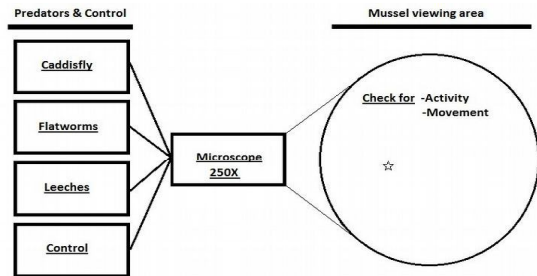 Predators & Control
Mussel viewing area
Caddisfly
Flatworms
Leeches
Control
Microscope
250X
Check for -Activity
-Movement